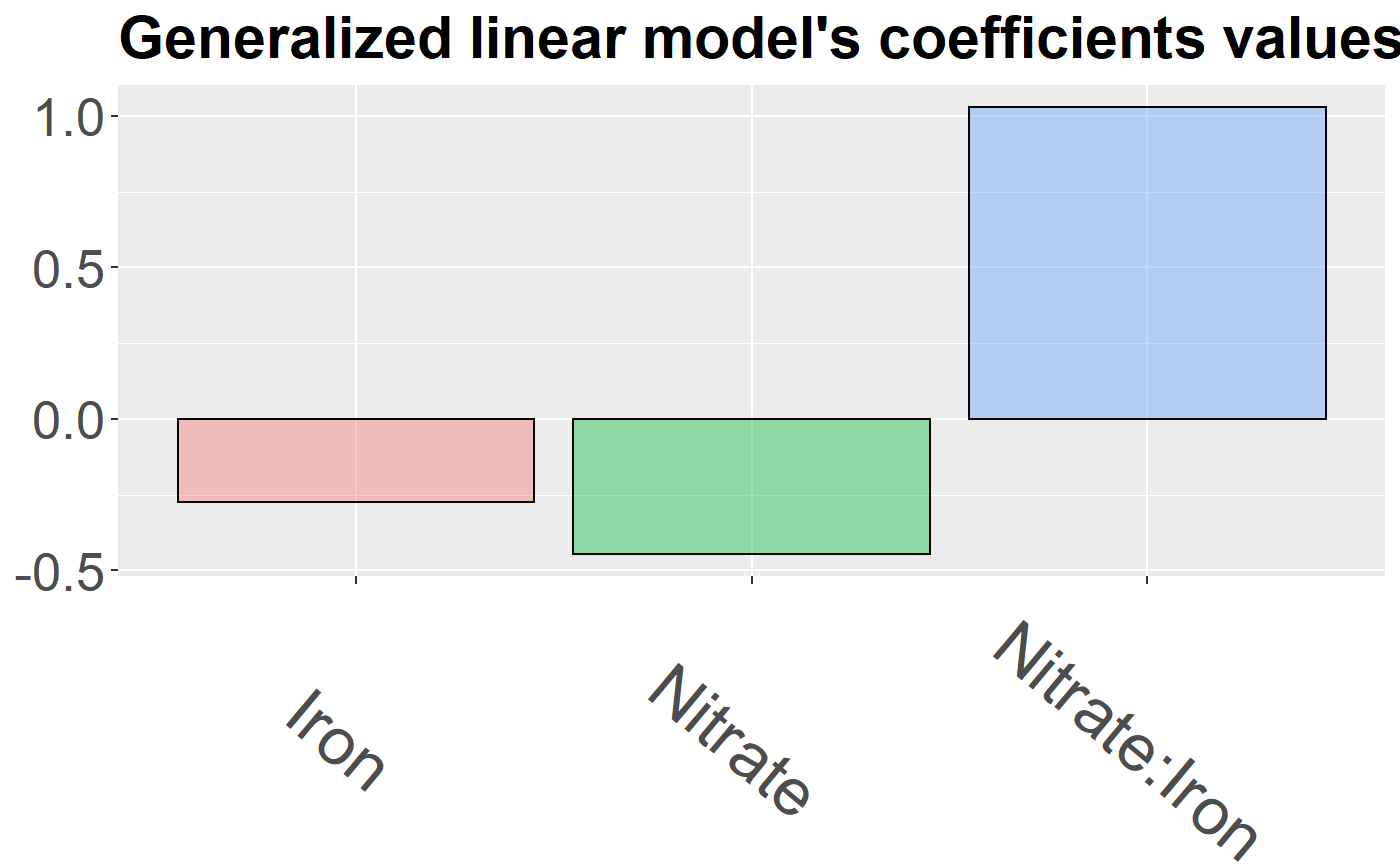 Generalized linear model's coefficients values
1.0
0.5
0.0
-0.5
Iron
Nitrate
Nitrate:Iron